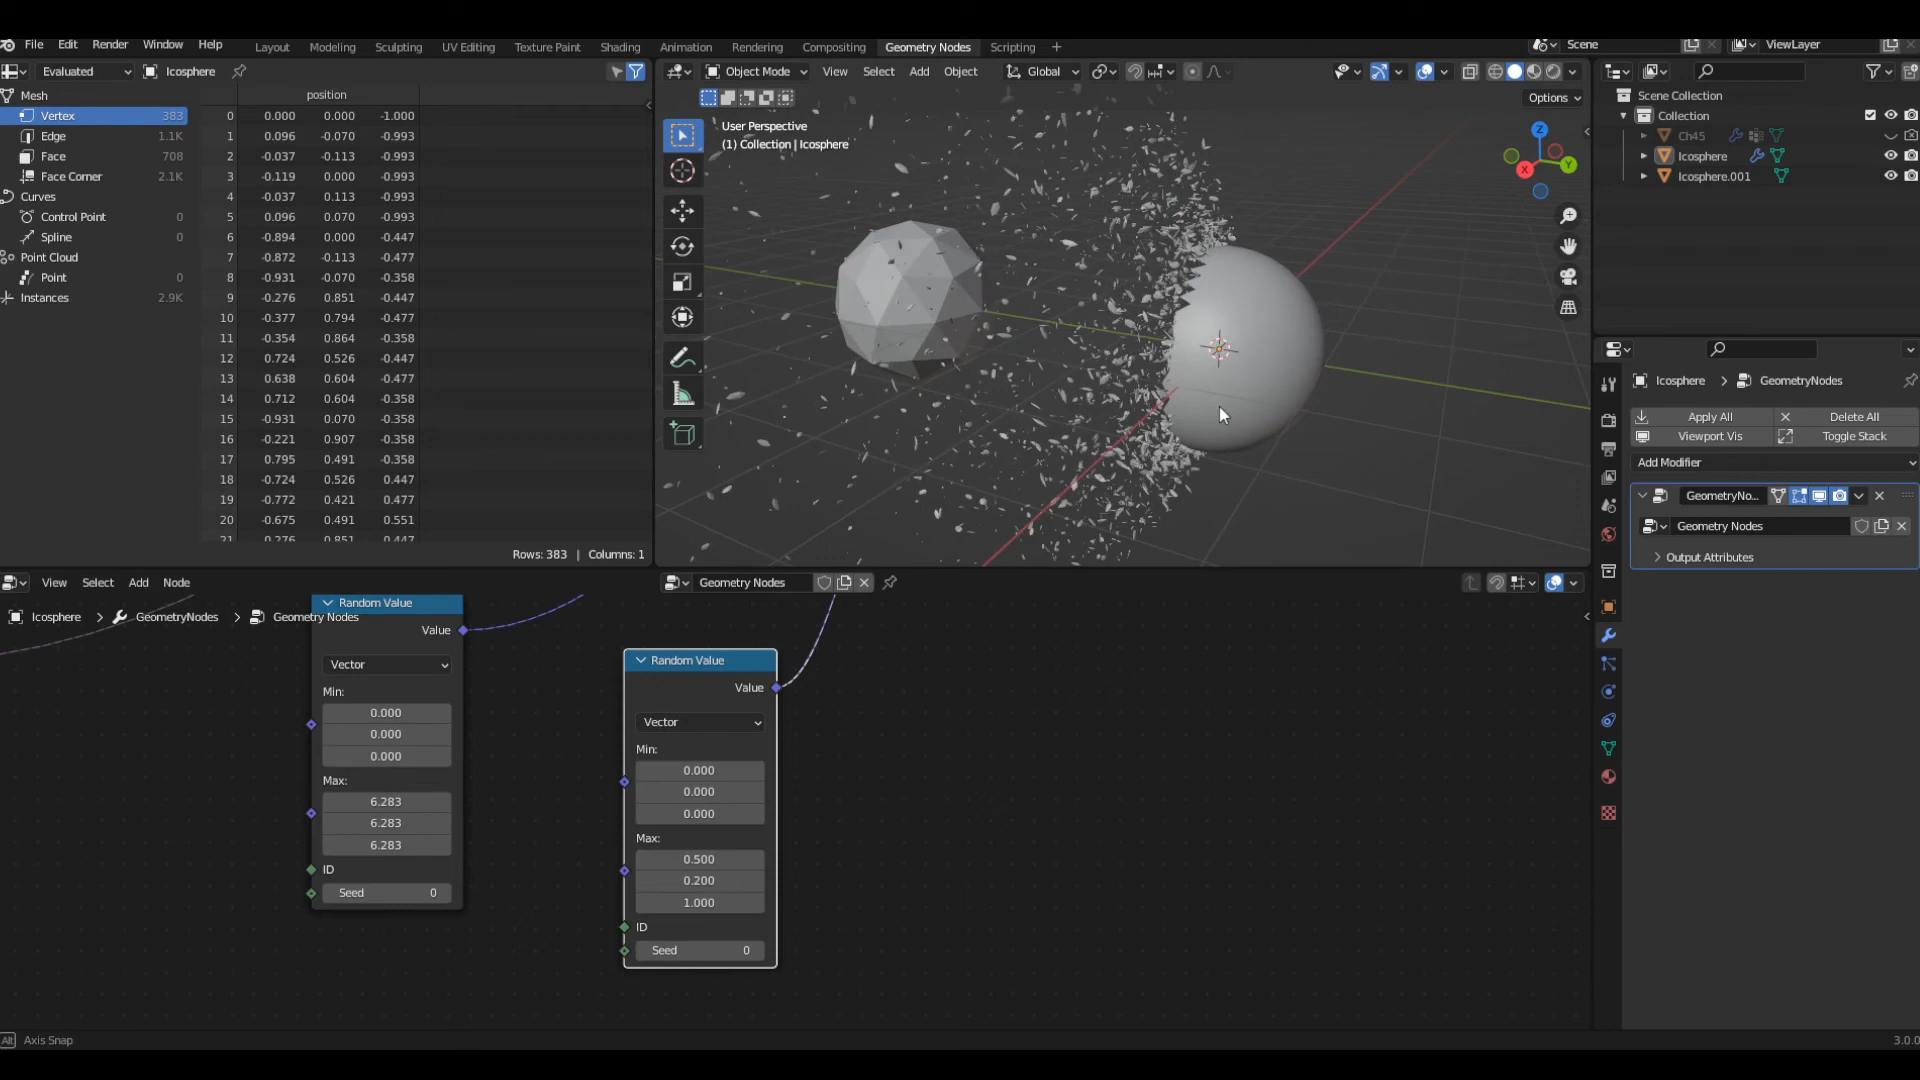 File Edit Render Window Help
Layout Modeling Sculpting UV Editing Texture Paint Shading Animation Rendering Compositing Geometry Nodes Scripting +
Scene ViewLayer
Evaluated Icosphere
Mesh
Vertex 383
Edge 1.1K
Face 708
Face Corner 2.1K
Curves
Control Point 0
Spline 0
Point Cloud
Point 0
Instances 2.9K
position
0 0.000 0.000 -1.000
1 0.096 -0.070 -0.993
2 -0.037 -0.113 -0.993
3 -0.119 0.000 -0.993
4 -0.037 0.113 -0.993
5 0.096 0.070 -0.993
6 -0.894 0.000 -0.447
7 -0.872 -0.113 -0.477
8 -0.931 -0.070 -0.358
9 -0.276 0.851 -0.447
10 -0.377 0.794 -0.477
11 -0.354 0.864 -0.358
12 0.724 0.526 -0.447
13 0.638 0.604 -0.477
14 0.712 0.604 -0.358
15 -0.931 0.070 -0.358
16 -0.221 0.907 -0.358
17 0.795 0.491 -0.358
18 -0.724 0.526 0.447
19 -0.772 0.421 0.477
20 -0.675 0.491 0.551
21 0.276 0.851 0.447
Rows: 383 | Columns: 1
Object Mode View Select Add Object Global
Options
User Perspective
(1) Collection | Icosphere
Z
Y
X
Scene Collection
Collection
Ch45
Icosphere
Icosphere.001
Icosphere > GeometryNodes
Apply All Delete All
Viewport Vis Toggle Stack
Add Modifier
GeometryNo...
Geometry Nodes
Output Attributes
View Select Add Node
Geometry Nodes
Icosphere > GeometryNodes > Geometry Nodes
Random Value
Value
Vector
Min:
0.000
0.000
0.000
Max:
6.283
6.283
6.283
ID
Seed 0
Random Value
Value
Vector
Min:
0.000
0.000
0.000
Max:
0.500
0.200
1.000
ID
Seed 0
Alt Axis Snap
3.0.0